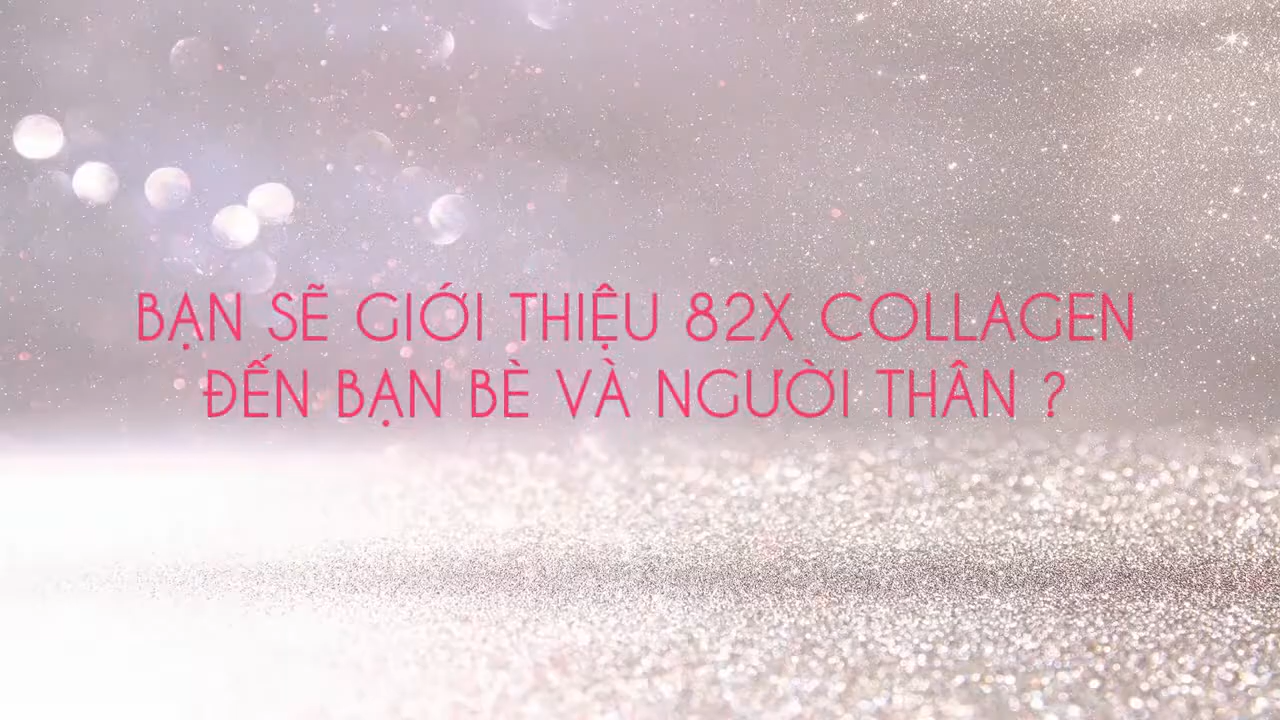 BẠN SẼ GIỚI THIỆU 82X COLLAGEN
ĐẾN BẠN BÈ VÀ NGƯỜI THÂN ?